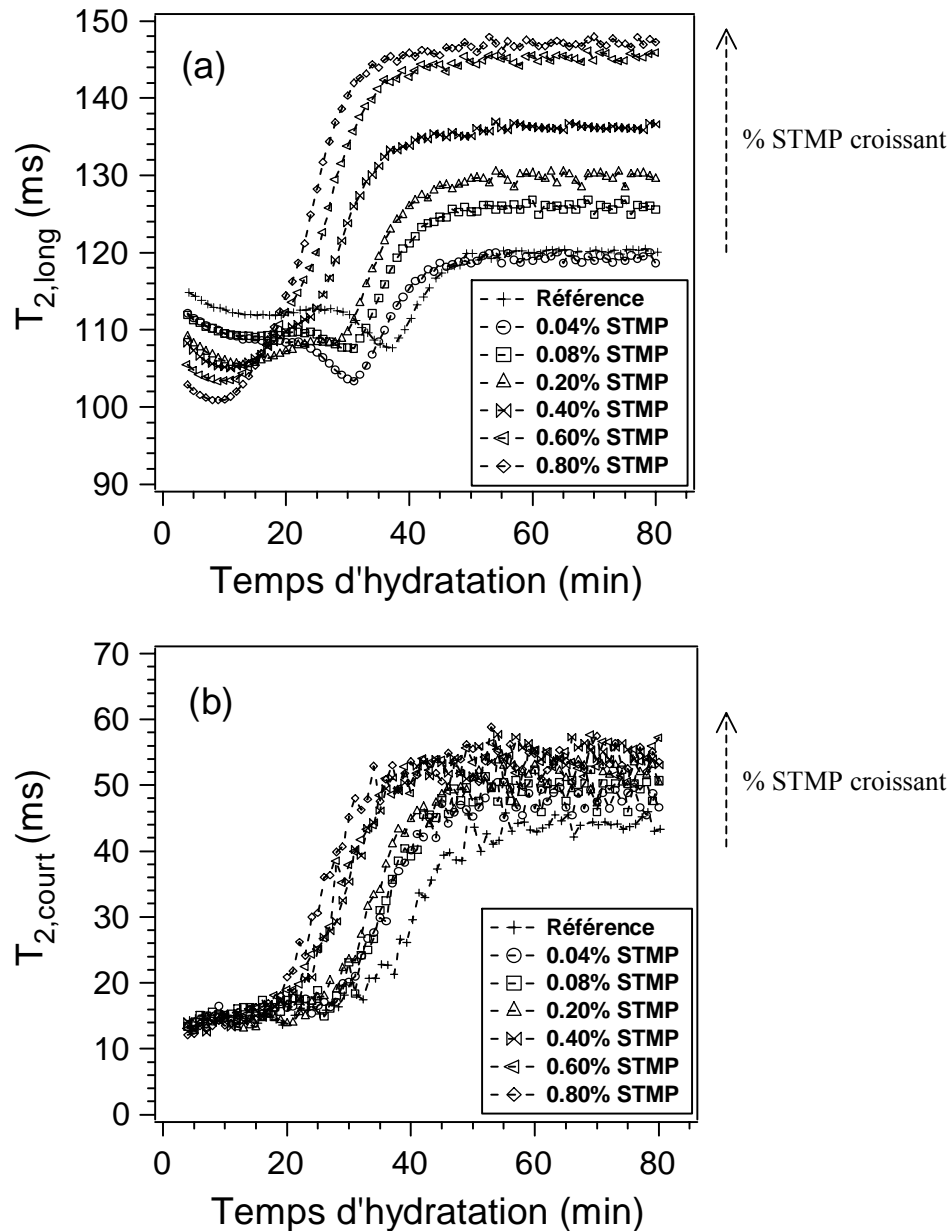 150
140
130
120
110
100
90
T2,long (ms)
(a)
% STMP croissant
Référence
0.04% STMP
0.08% STMP
0.20% STMP
0.40% STMP
0.60% STMP
0.80% STMP
0 20 40 60 80
Temps d'hydratation (min)
70
60
50
40
30
20
10
0
T2,court (ms)
(b)
% STMP croissant
Référence
0.04% STMP
0.08% STMP
0.20% STMP
0.40% STMP
0.60% STMP
0.80% STMP
0 20 40 60 80
Temps d'hydratation (min)